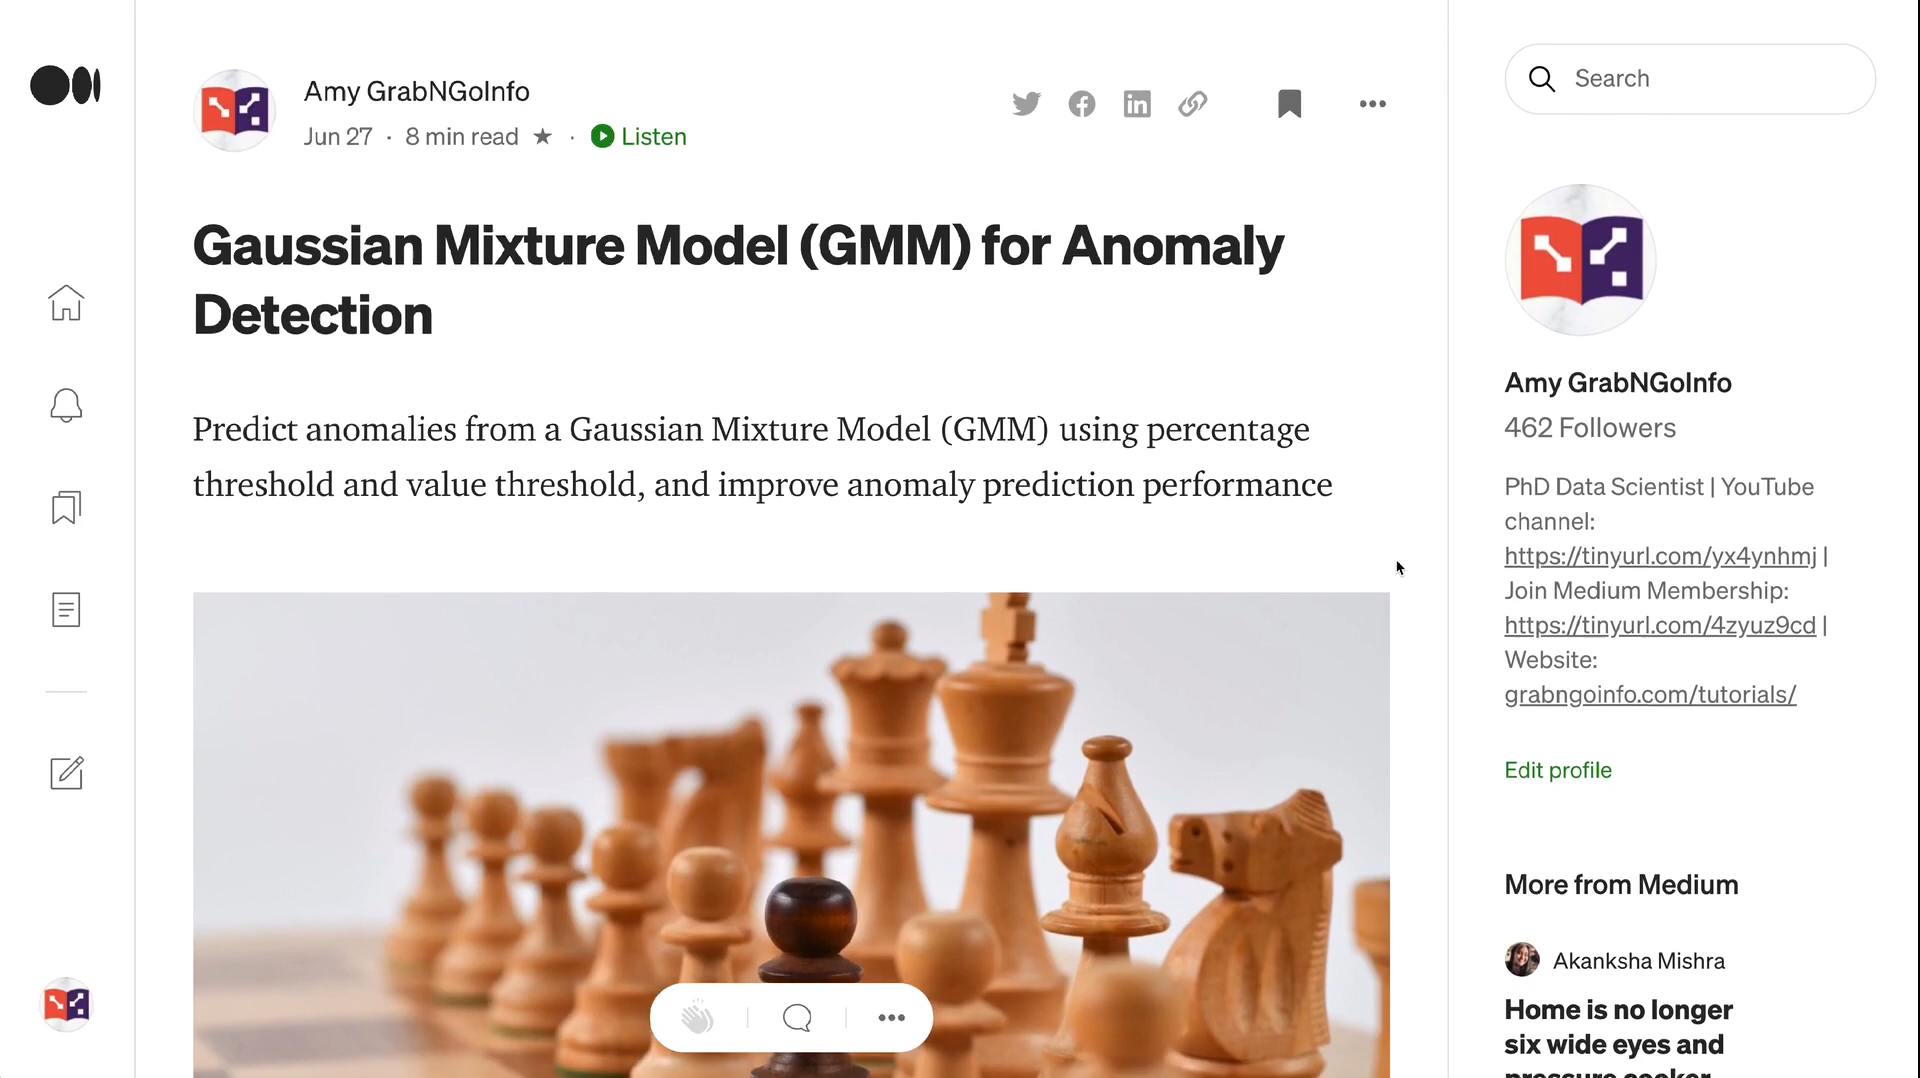 Amy GrabNGoInfo
Jun 27 · 8 min read ★ · Listen
Gaussian Mixture Model (GMM) for Anomaly
Detection
Predict anomalies from a Gaussian Mixture Model (GMM) using percentage
threshold and value threshold, and improve anomaly prediction performance
Search
Amy GrabNGoInfo
462 Followers
PhD Data Scientist | YouTube
channel:
https://tinyurl.com/yx4ynhmj |
Join Medium Membership:
https://tinyurl.com/4zyuz9cd |
Website:
grabngoinfo.com/tutorials/
Edit profile
More from Medium
Akanksha Mishra
Home is no longer
six wide eyes and
pressure cooker